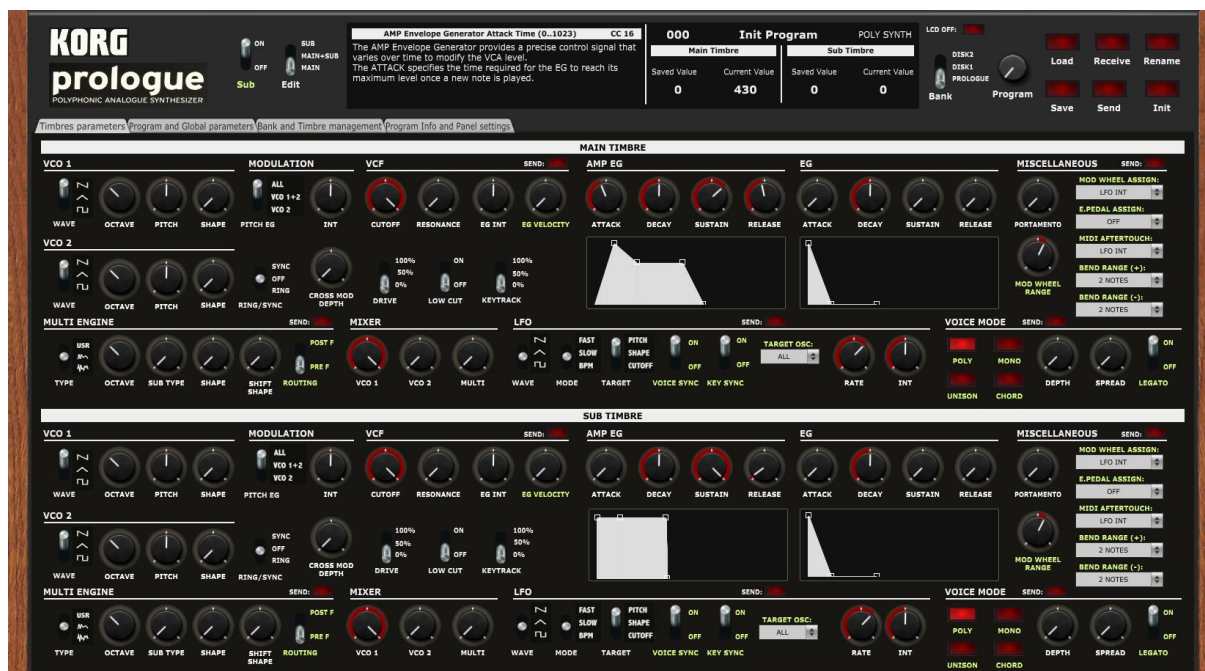 KORG
prologue
POLYPHONIC ANALOGUE SYNTHESIZER
ON
OFF
Sub
SUB
MAIN+SUB
MAIN
Edit
AMP Envelope Generator Attack Time (0..1023) CC 16
The AMP Envelope Generator provides a precise control signal that
varies over time to modify the VCA level.
The ATTACK specifies the time required for the EG to reach its
maximum level once a new note is played.
000 Init Program POLY SYNTH
Main Timbre Sub Timbre
Saved Value Current Value Saved Value Current Value
0 430 0 0
LCD OFF:
DISK2
DISK1
PROLOGUE
Bank Program
Load Receive Rename
Save Send Init
Timbres parameters Program and Global parameters Bank and Timbre management Program Info and Panel settings
MAIN TIMBRE
VCO 1 MODULATION VCF SEND: AMP EG EG MISCELLANEOUS SEND:
ALL
VCO 1+2
VCO 2
WAVE OCTAVE PITCH SHAPE PITCH EG INT CUTOFF RESONANCE EG INT EG VELOCITY ATTACK DECAY SUSTAIN RELEASE ATTACK DECAY SUSTAIN RELEASE PORTAMENTO
MOD WHEEL ASSIGN:
LFO INT
E.PEDAL ASSIGN:
OFF
MIDI AFTERTOUCH:
LFO INT
BEND RANGE (+):
2 NOTES
BEND RANGE (-):
2 NOTES
MOD WHEEL
RANGE
VCO 2
SYNC
OFF
RING
100%
50%
0%
ON
OFF
100%
50%
0%
WAVE OCTAVE PITCH SHAPE RING/SYNC CROSS MOD
DEPTH
DRIVE LOW CUT KEYTRACK
MULTI ENGINE SEND: MIXER LFO SEND: VOICE MODE SEND:
USR
POST F
PRE F
FAST
SLOW
BPM
PITCH
SHAPE
CUTOFF
ON
OFF
ON
OFF
TARGET OSC:
ALL
POLY MONO
ON
OFF
TYPE OCTAVE SUB TYPE SHAPE SHIFT
SHAPE
ROUTING VCO 1 VCO 2 MULTI WAVE MODE TARGET VOICE SYNC KEY SYNC RATE INT DEPTH SPREAD LEGATO
UNISON CHORD
SUB TIMBRE
VCO 1 MODULATION VCF SEND: AMP EG EG MISCELLANEOUS SEND:
ALL
VCO 1+2
VCO 2
WAVE OCTAVE PITCH SHAPE PITCH EG INT CUTOFF RESONANCE EG INT EG VELOCITY ATTACK DECAY SUSTAIN RELEASE ATTACK DECAY SUSTAIN RELEASE PORTAMENTO
MOD WHEEL ASSIGN:
LFO INT
E.PEDAL ASSIGN:
OFF
MIDI AFTERTOUCH:
LFO INT
BEND RANGE (+):
2 NOTES
BEND RANGE (-):
2 NOTES
MOD WHEEL
RANGE
VCO 2
SYNC
OFF
RING
100%
50%
0%
ON
OFF
100%
50%
0%
WAVE OCTAVE PITCH SHAPE RING/SYNC CROSS MOD
DEPTH
DRIVE LOW CUT KEYTRACK
MULTI ENGINE SEND: MIXER LFO SEND: VOICE MODE SEND:
USR
POST F
PRE F
FAST
SLOW
BPM
PITCH
SHAPE
CUTOFF
ON
OFF
ON
OFF
TARGET OSC:
ALL
POLY MONO
ON
OFF
TYPE OCTAVE SUB TYPE SHAPE SHIFT
SHAPE
ROUTING VCO 1 VCO 2 MULTI WAVE MODE TARGET VOICE SYNC KEY SYNC RATE INT DEPTH SPREAD LEGATO
UNISON CHORD